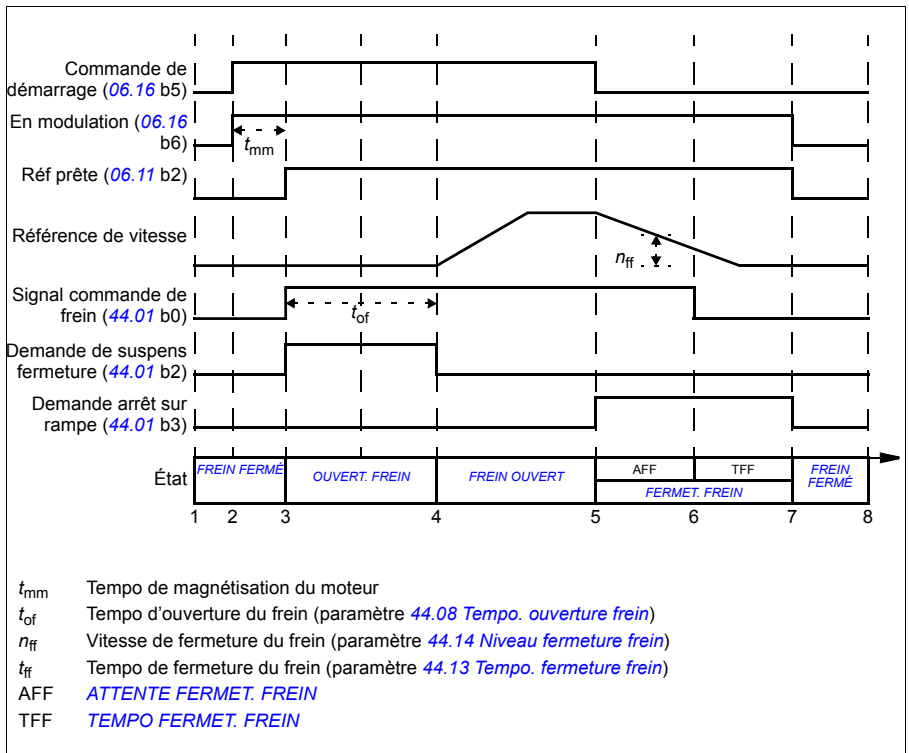 Commande de
démarrage (06.16 b5)
En modulation (06.16
b6)
tmm
Réf prête (06.11 b2)
Référence de vitesse
nff
Signal commande de
frein (44.01 b0)
tof
Demande de suspens
fermeture (44.01 b2)
Demande arrêt sur
rampe (44.01 b3)
État
FREIN FERMÉ
OUVERT. FREIN
FREIN OUVERT
AFF
TFF
FERMET. FREIN
FREIN
FERMÉ
1 2 3 4 5 6 7 8
tmm Tempo de magnétisation du moteur
tof Tempo d'ouverture du frein (paramètre 44.08 Tempo. ouverture frein)
nff Vitesse de fermeture du frein (paramètre 44.14 Niveau fermeture frein)
tff Tempo de fermeture du frein (paramètre 44.13 Tempo. fermeture frein)
AFF ATTENTE FERMET. FREIN
TFF TEMPO FERMET. FREIN